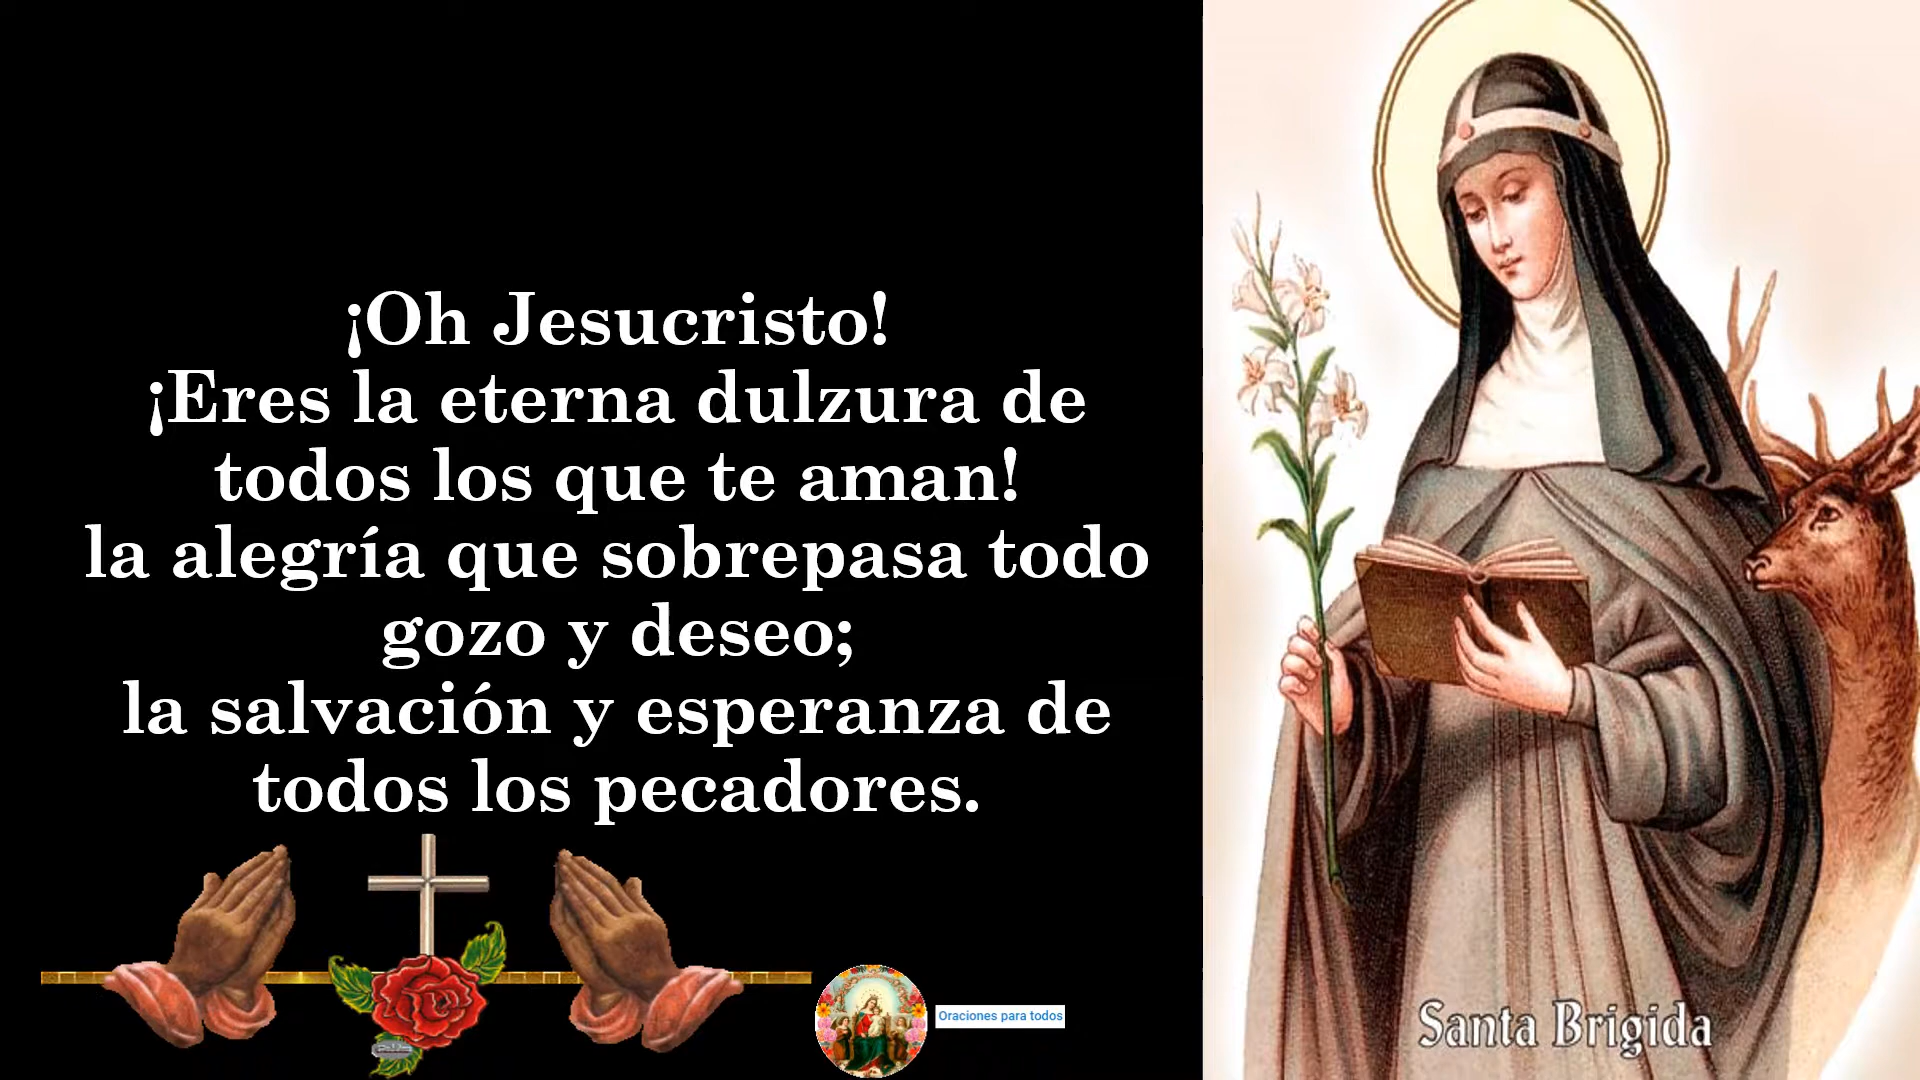 ¡Oh Jesucristo!
¡Eres la eterna dulzura de
todos los que te aman!
la alegría que sobrepasa todo
gozo y deseo;
la salvación y esperanza de
todos los pecadores.
Oraciones para todos
Santa Brigida